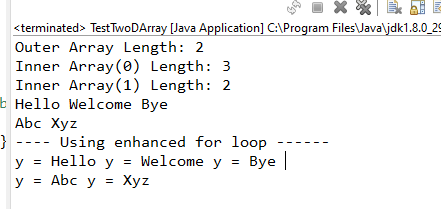 <terminated> TestTwoDArray [Java Application] C:\Program Files\Java\jdk1.8.0_29
Outer Array Length: 2
Inner Array(0) Length: 3
Inner Array(1) Length: 2
Hello Welcome Bye
Abc Xyz
---- Using enhanced for loop ------
y = Hello y = Welcome y = Bye
y = Abc y = Xyz